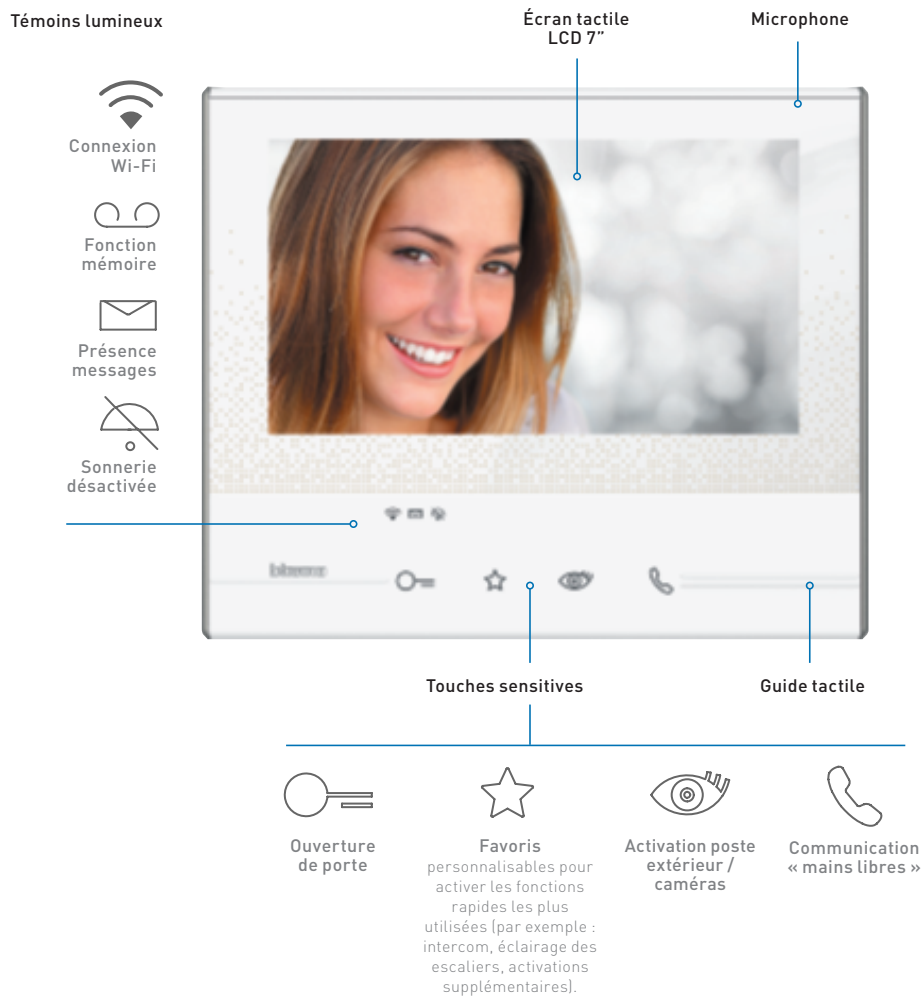 Témoins lumineux
Écran tactile
LCD 7”
Microphone
Connexion
Wi-Fi
Fonction
mémoire
Présence
messages
Sonnerie
désactivée
bticino
Touches sensitives
Guide tactile
Ouverture
de porte
Favoris
personnalisables pour
activer les fonctions
rapides les plus
utilisées (par exemple :
intercom, éclairage des
escaliers, activations
supplémentaires).
Activation poste
extérieur /
caméras
Communication
« mains libres »